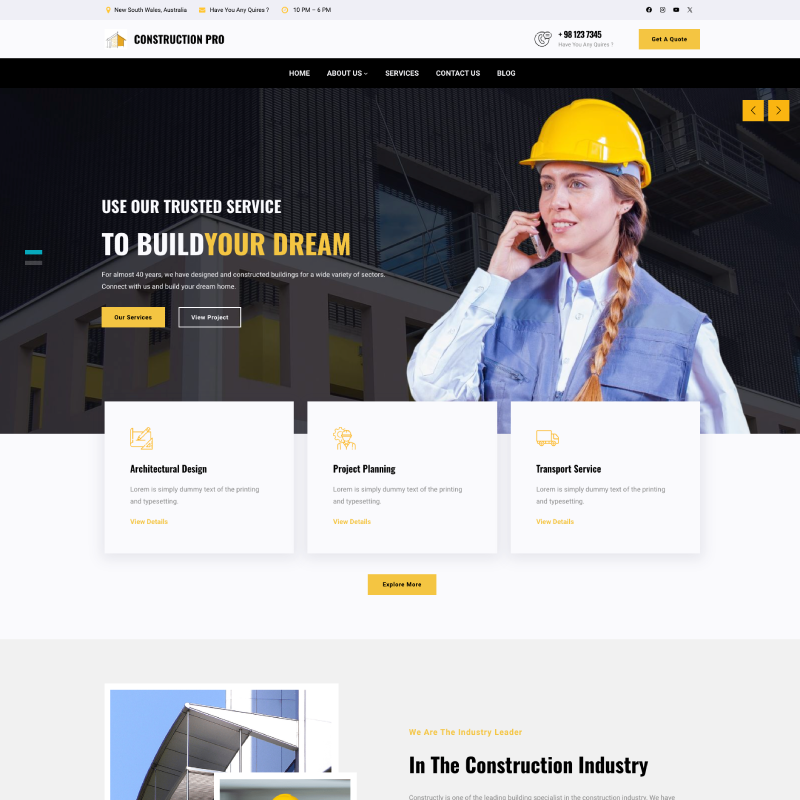 New South Wales, Australia
Have You Any Quires ?
10 PM – 6 PM
CONSTRUCTION PRO
+ 98 123 7345
Have You Any Quires ?
Get A Quote
HOME
ABOUT US
SERVICES
CONTACT US
BLOG
USE OUR TRUSTED SERVICE
TO BUILDYOUR DREAM
For almost 40 years, we have designed and constructed buildings for a wide variety of sectors.
Connect with us and build your dream home.
Our Services
View Project
Architectural Design
Lorem is simply dummy text of the printing
and typesetting.
View Details
Project Planning
Lorem is simply dummy text of the printing
and typesetting.
View Details
Transport Service
Lorem is simply dummy text of the printing
and typesetting.
View Details
Explore More
We Are The Industry Leader
In The Construction Industry
Constructly is one of the leading building specialist in the construction industry. We have